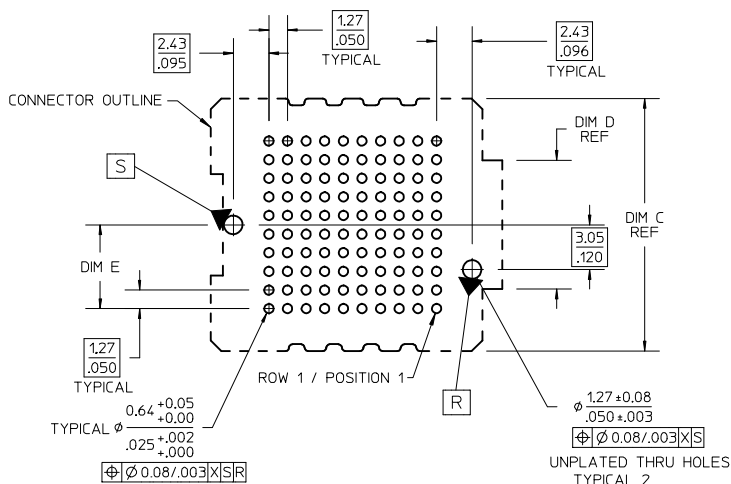 1.27
.050
TYPICAL
2.43
.095
2.43
.096
TYPICAL
CONNECTOR OUTLINE
DIM D
REF
S
DIM C
REF
DIM E
3.05
.120
1.27
.050
TYPICAL
ROW 1 / POSITION 1
R
TYPICAL ⌀ 0.64 +0.05 +0.00
.025 +.002 +.000
⌖ ⌀ 0.08/.003 X S R
⌀ 1.27 ±0.08
.050 ±.003
⌖ ⌀ 0.08/.003 X S
UNPLATED THRU HOLES
TYPICAL 2